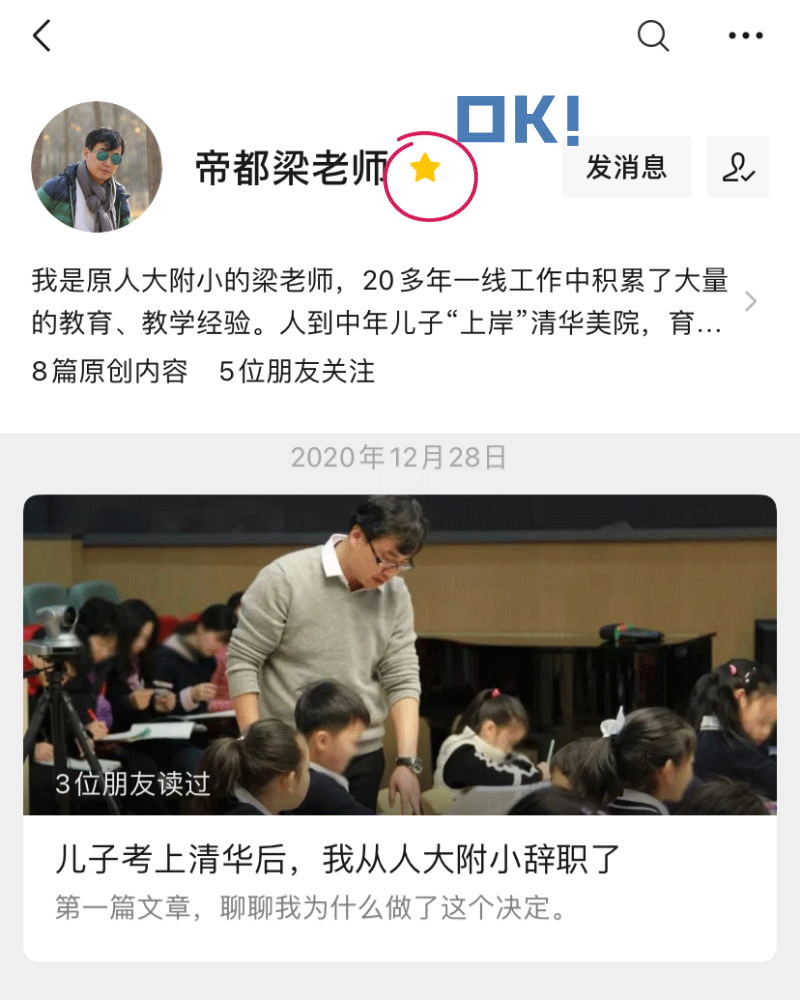 OK!
帝都梁老师
发消息
我是原人大附小的梁老师，20多年一线工作中积累了大量
的教育、教学经验。人到中年儿子“上岸”清华美院，育...
8篇原创内容 5位朋友关注
2020年12月28日
3位朋友读过
儿子考上清华后，我从人大附小辞职了
第一篇文章，聊聊我为什么做了这个决定。